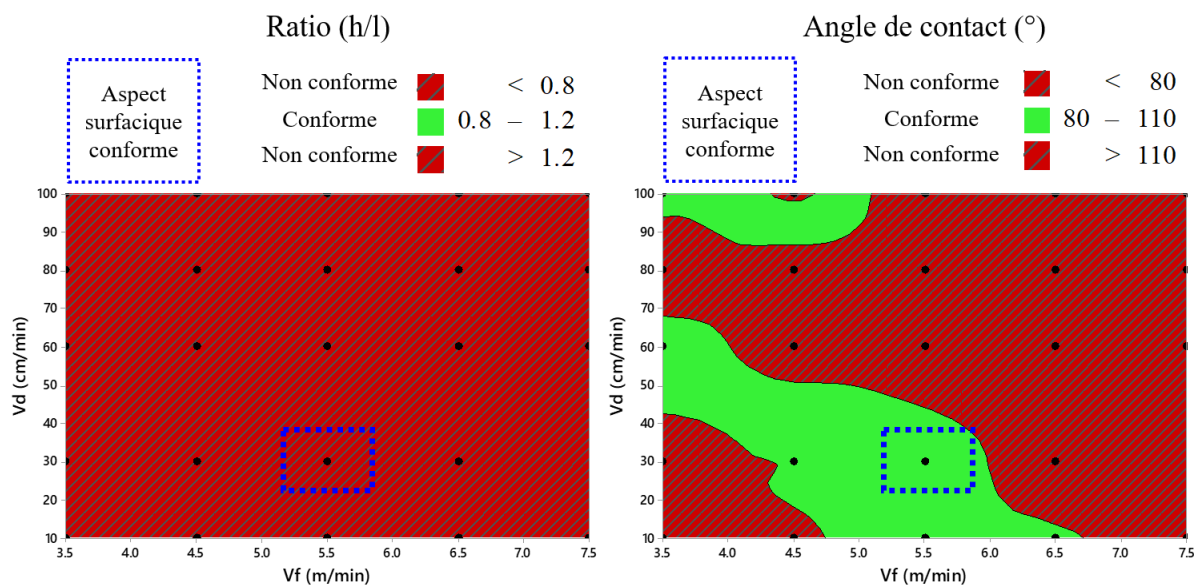 Ratio (h/l)
Aspect
surfacique
conforme
Non conforme < 0.8
Conforme 0.8 – 1.2
Non conforme > 1.2
100
90
80
70
60
50
40
30
20
10
Vd (cm/min)
3.5 4.0 4.5 5.0 5.5 6.0 6.5 7.0 7.5
Vf (m/min)
Angle de contact (°)
Aspect
surfacique
conforme
Non conforme < 80
Conforme 80 – 110
Non conforme > 110
100
90
80
70
60
50
40
30
20
10
Vd (cm/min)
3.5 4.0 4.5 5.0 5.5 6.0 6.5 7.0 7.5
Vf (m/min)